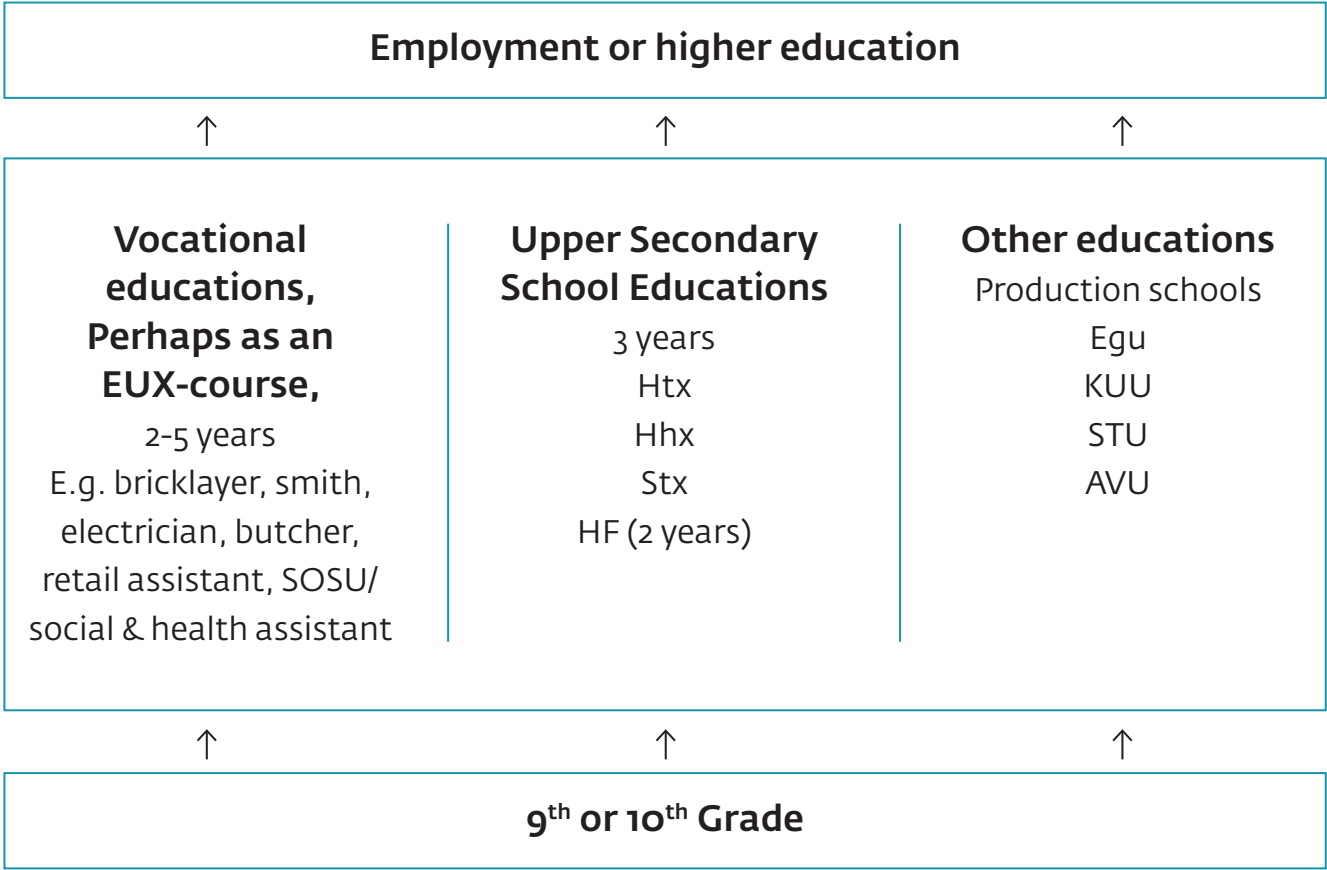 Employment or higher education
↑ ↑ ↑
Vocational
educations,
Perhaps as an
EUX-course,
2-5 years
E.g. bricklayer, smith,
electrician, butcher,
retail assistant, SOSU/
social & health assistant
Upper Secondary
School Educations
3 years
Htx
Hhx
Stx
HF (2 years)
Other educations
Production schools
Egu
KUU
STU
AVU
↑ ↑ ↑
9th or 10th Grade